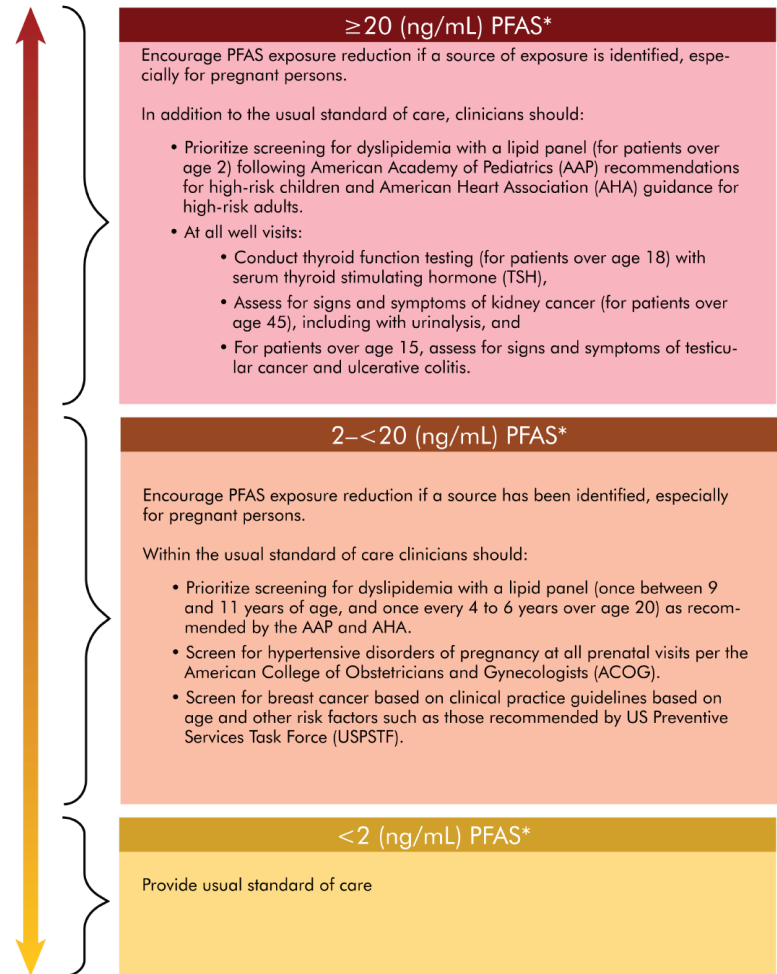 ≥20 (ng/mL) PFAS*
Encourage PFAS exposure reduction if a source of exposure is identified, espe-
cially for pregnant persons.
In addition to the usual standard of care, clinicians should:
• Prioritize screening for dyslipidemia with a lipid panel (for patients over
age 2) following American Academy of Pediatrics (AAP) recommendations
for high-risk children and American Heart Association (AHA) guidance for
high-risk adults.
• At all well visits:
• Conduct thyroid function testing (for patients over age 18) with
serum thyroid stimulating hormone (TSH),
• Assess for signs and symptoms of kidney cancer (for patients over
age 45), including with urinalysis, and
• For patients over age 15, assess for signs and symptoms of testicu-
lar cancer and ulcerative colitis.
2–<20 (ng/mL) PFAS*
Encourage PFAS exposure reduction if a source has been identified, especially
for pregnant persons.
Within the usual standard of care clinicians should:
• Prioritize screening for dyslipidemia with a lipid panel (once between 9
and 11 years of age, and once every 4 to 6 years over age 20) as recom-
mended by the AAP and AHA.
• Screen for hypertensive disorders of pregnancy at all prenatal visits per the
American College of Obstetricians and Gynecologists (ACOG).
• Screen for breast cancer based on clinical practice guidelines based on
age and other risk factors such as those recommended by US Preventive
Services Task Force (USPSTF).
<2 (ng/mL) PFAS*
Provide usual standard of care